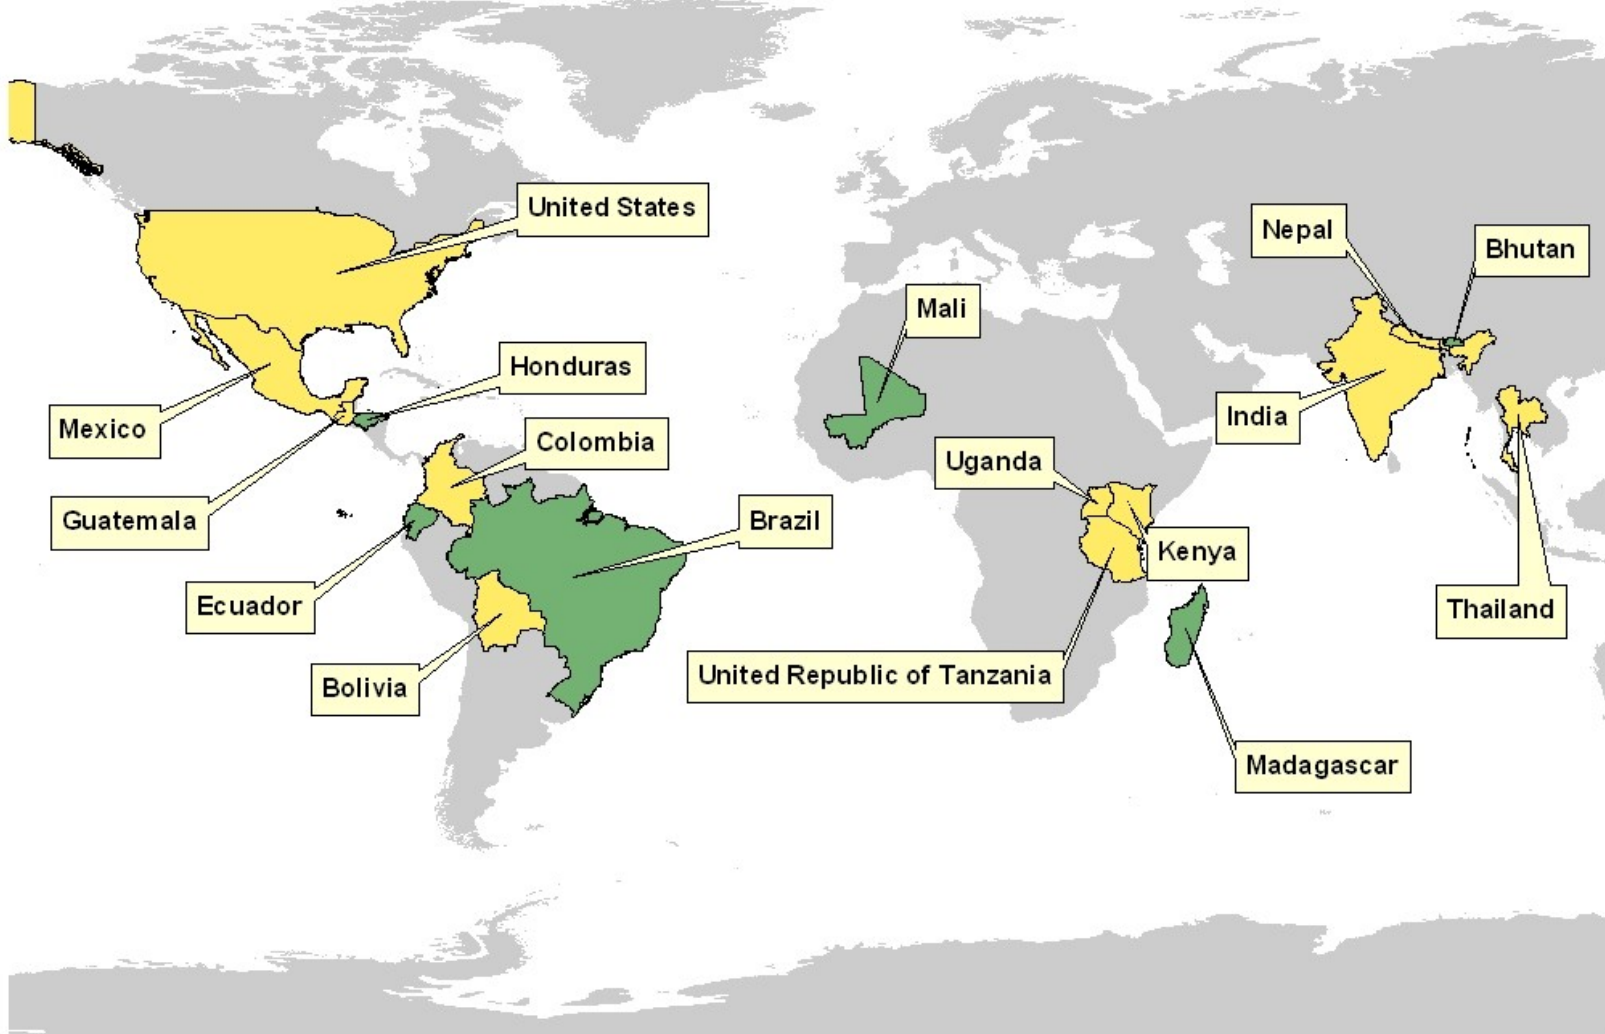 United States
Nepal
Bhutan
Mali
Honduras
Mexico
India
Colombia
Uganda
Guatemala
Brazil
Kenya
Ecuador
Thailand
United Republic of Tanzania
Bolivia
Madagascar